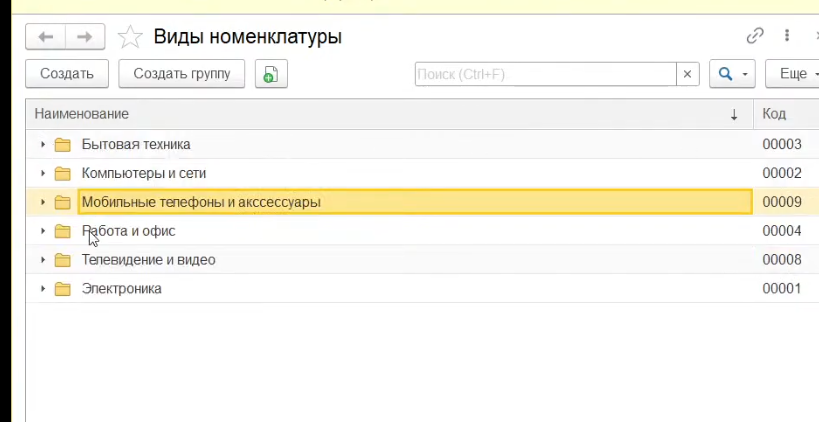 Виды номенклатуры
Создать Создать группу Поиск (Ctrl+F) × Еще
Наименование ↓ Код
Бытовая техника 00003
Компьютеры и сети 00002
Мобильные телефоны и акссессуары 00009
Работа и офис 00004
Телевидение и видео 00008
Электроника 00001